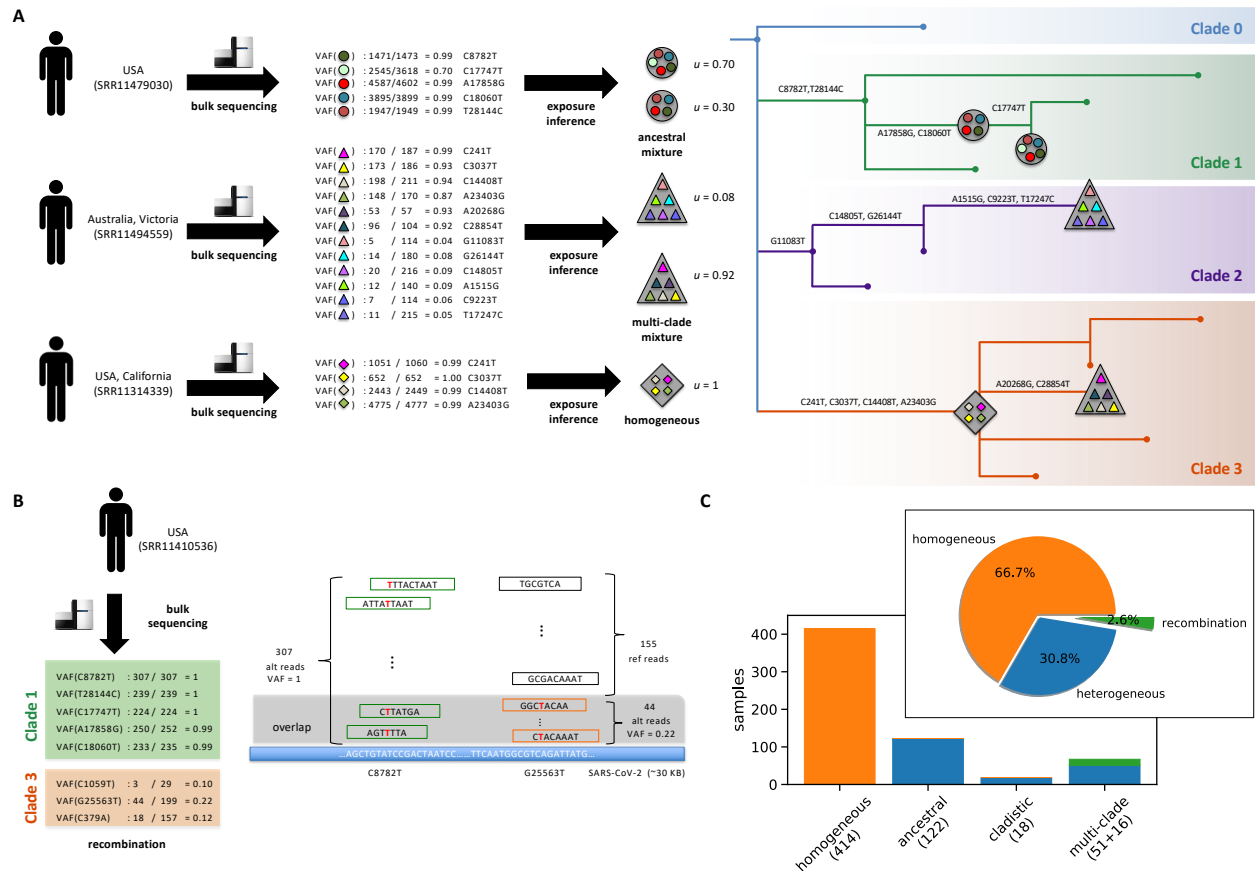 A
USA
(SRR11479030)
bulk sequencing
VAF( ) : 1471/1473 = 0.99 C8782T
VAF( ) : 2545/3618 = 0.70 C17747T
VAF( ) : 4587/4602 = 0.99 A17858G
VAF( ) : 3895/3899 = 0.99 C18060T
VAF( ) : 1947/1949 = 0.99 T28144C
exposure
inference
u = 0.70
u = 0.30
ancestral
mixture
Australia, Victoria
(SRR11494559)
bulk sequencing
VAF( ) : 170 / 187 = 0.99 C241T
VAF( ) : 173 / 186 = 0.93 C3037T
VAF( ) : 198 / 211 = 0.94 C14408T
VAF( ) : 148 / 170 = 0.87 A23403G
VAF( ) : 53 / 57 = 0.93 A20268G
VAF( ) : 96 / 104 = 0.92 C28854T
VAF( ) : 5 / 114 = 0.04 G11083T
VAF( ) : 14 / 180 = 0.08 G26144T
VAF( ) : 20 / 216 = 0.09 C14805T
VAF( ) : 12 / 140 = 0.09 A1515G
VAF( ) : 7 / 114 = 0.06 C9223T
VAF( ) : 11 / 215 = 0.05 T17247C
exposure
inference
u = 0.08
u = 0.92
multi-clade
mixture
USA, California
(SRR11314339)
bulk sequencing
VAF( ) : 1051 / 1060 = 0.99 C241T
VAF( ) : 652 / 652 = 1.00 C3037T
VAF( ) : 2443 / 2449 = 0.99 C14408T
VAF( ) : 4775 / 4777 = 0.99 A23403G
exposure
inference
u = 1
homogeneous
Clade 0
C8782T,T28144C
C17747T
A17858G, C18060T
Clade 1
A1515G, C9223T, T17247C
C14805T, G26144T
G11083T
Clade 2
A20268G, C28854T
C241T, C3037T, C14408T, A23403G
Clade 3
B
USA
(SRR11410536)
bulk
sequencing
Clade 1
VAF(C8782T) : 307 / 307 = 1
VAF(T28144C) : 239 / 239 = 1
VAF(C17747T) : 224 / 224 = 1
VAF(A17858G) : 250 / 252 = 0.99
VAF(C18060T) : 233 / 235 = 0.99
Clade 3
VAF(C1059T) : 3 / 29 = 0.10
VAF(G25563T) : 44 / 199 = 0.22
VAF(C379A) : 18 / 157 = 0.12
recombination
307
alt reads
VAF = 1
TTTACTAAT
ATTATTAAT
⋮
TGCGTCA
⋮
GCGACAAAT
155
ref reads
overlap
CTTATGA
AGTTTTA
GGCTACAA
⋮
CTACAAAT
44
alt reads
VAF = 0.22
...AGCTGTATCCGACTAATCC......TTCAATGGCGTCAGATTATG...
C8782T
G25563T
SARS-CoV-2 (~30 KB)
C
homogeneous
66.7%
2.6%
recombination
30.8%
heterogeneous
samples
400
300
200
100
0
homogeneous
(414)
ancestral
(122)
cladistic
(18)
multi-clade
(51+16)